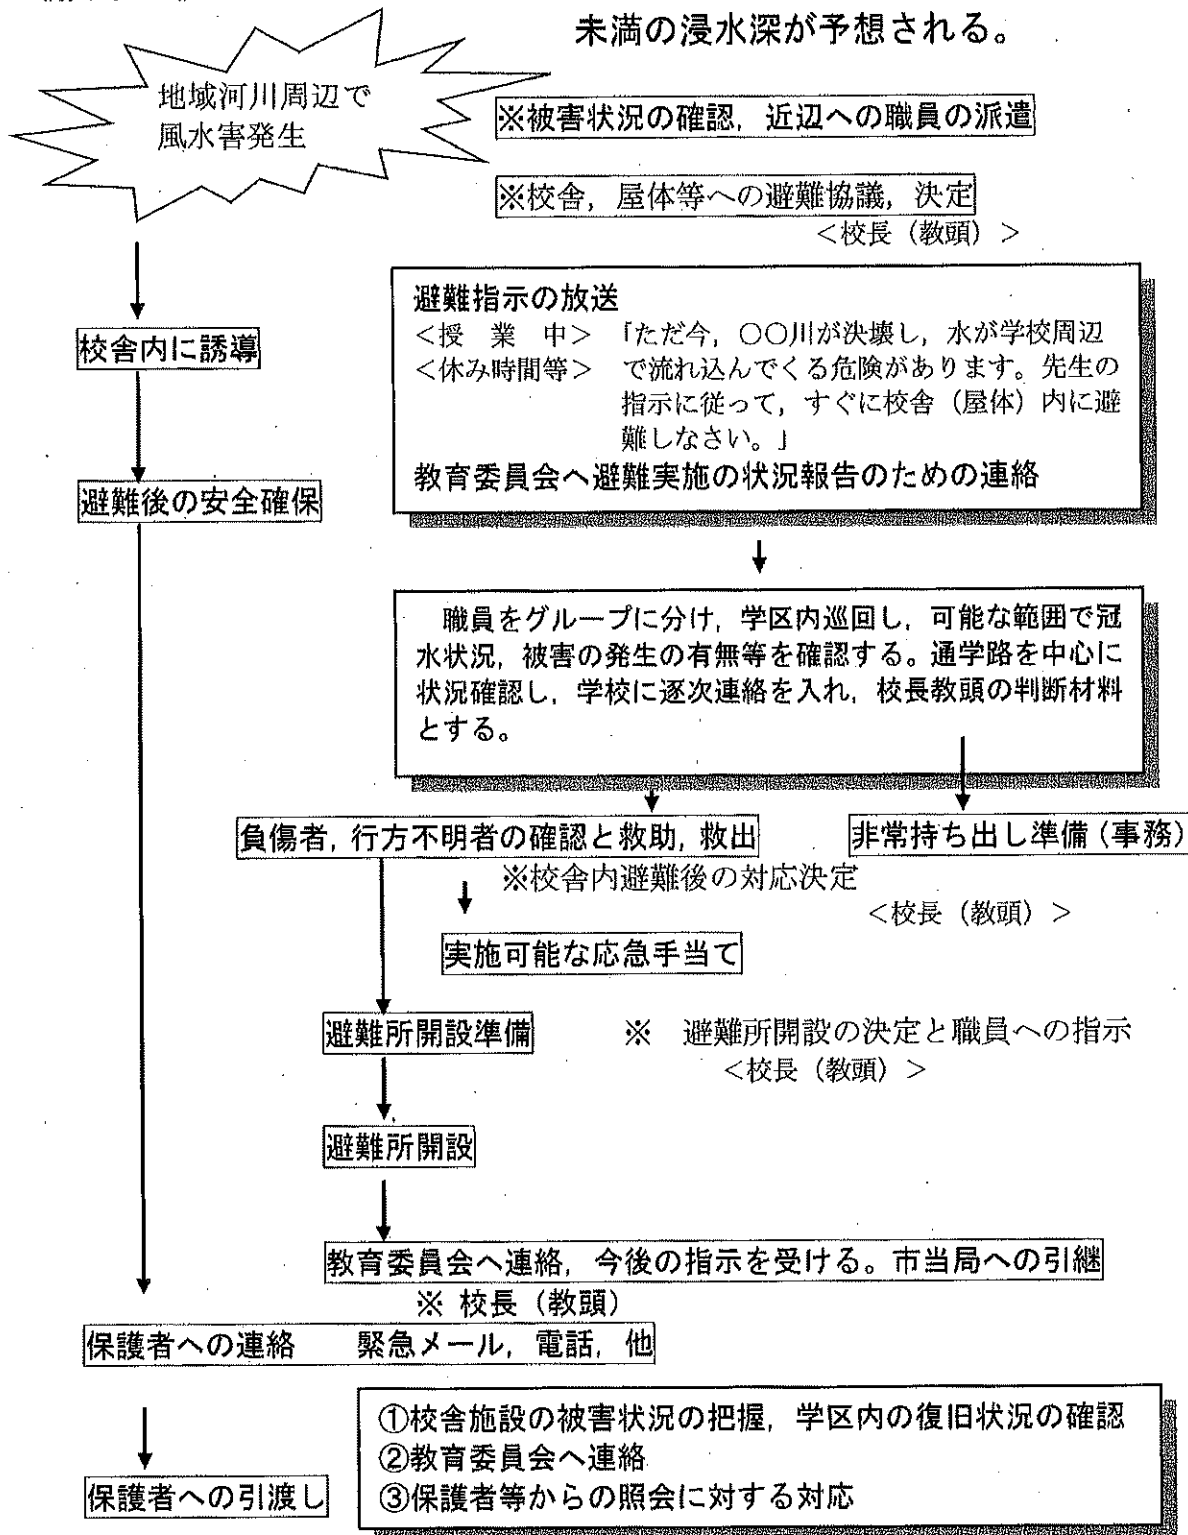 未満の浸水深が予想される。
地域河川周辺で
風水害発生
※被害状況の確認，近辺への職員の派遣
※校舎，屋体等への避難協議，決定
＜校長（教頭）＞
避難指示の放送
＜授　業　中＞　「ただ今，〇〇川が決壊し，水が学校周辺
＜休み時間等＞　で流れ込んでくる危険があります。先生の
指示に従って，すぐに校舎（屋体）内に避
難しなさい。」
教育委員会へ避難実施の状況報告のための連絡
校舎内に誘導
避難後の安全確保
職員をグループに分け，学区内巡回し，可能な範囲で冠
水状況，被害の発生の有無等を確認する。通学路を中心に
状況確認し，学校に逐次連絡を入れ，校長教頭の判断材料
とする。
負傷者，行方不明者の確認と救助，救出
非常持ち出し準備（事務）
※校舎内避難後の対応決定
＜校長（教頭）＞
実施可能な応急手当て
避難所開設準備
※　避難所開設の決定と職員への指示
＜校長（教頭）＞
避難所開設
教育委員会へ連絡，今後の指示を受ける。市当局への引継
※ 校長（教頭）
保護者への連絡　　緊急メール，電話，他
保護者への引渡し
①校舎施設の被害状況の把握，学区内の復旧状況の確認
②教育委員会へ連絡
③保護者等からの照会に対する対応